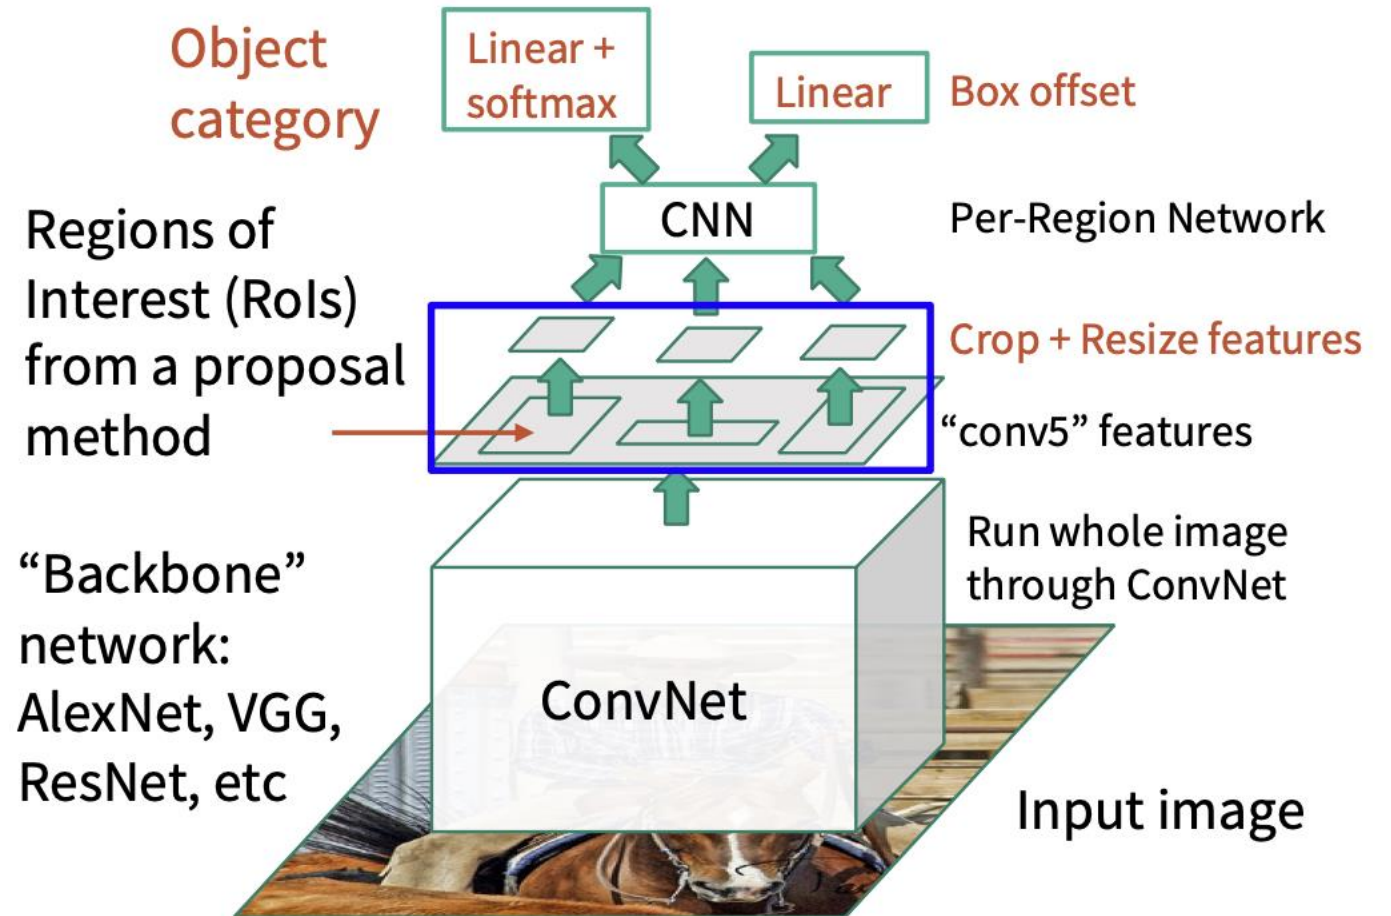 Object
category
Linear +
softmax
Linear
Box offset
CNN
Per-Region Network
Regions of
Interest (RoIs)
from a proposal
method
Crop + Resize features
“conv5” features
Run whole image
through ConvNet
“Backbone”
network:
AlexNet, VGG,
ResNet, etc
ConvNet
Input image